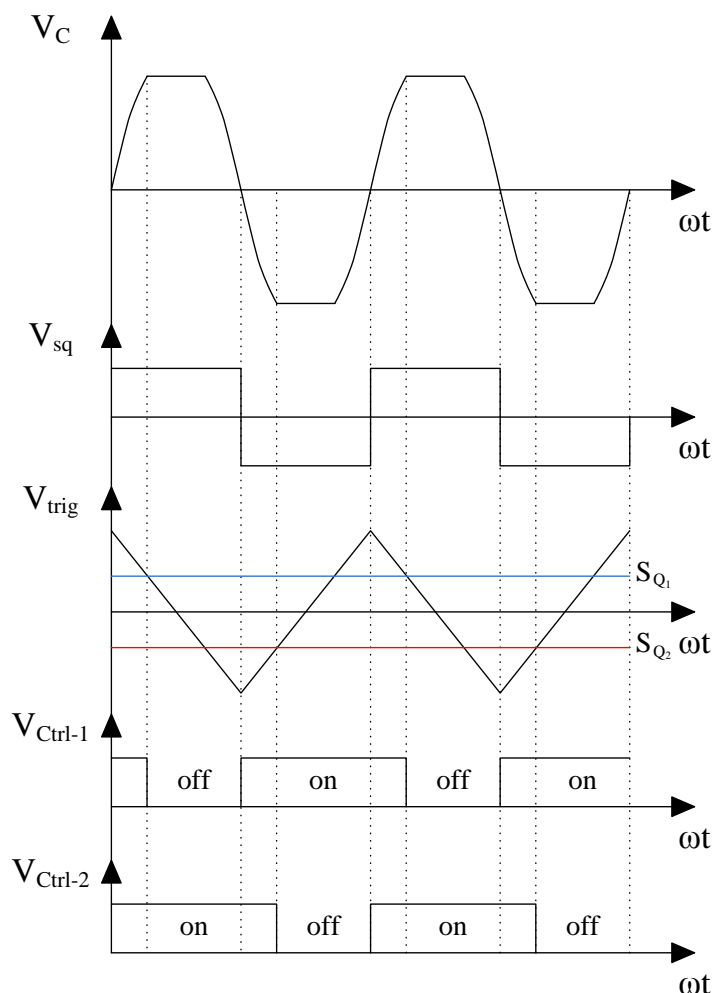 V_C
ωt
V_sq
ωt
V_trig
S_Q₁
S_Q₂ ωt
V_Ctrl-1
off on off on
ωt
V_Ctrl-2
on off on off
ωt